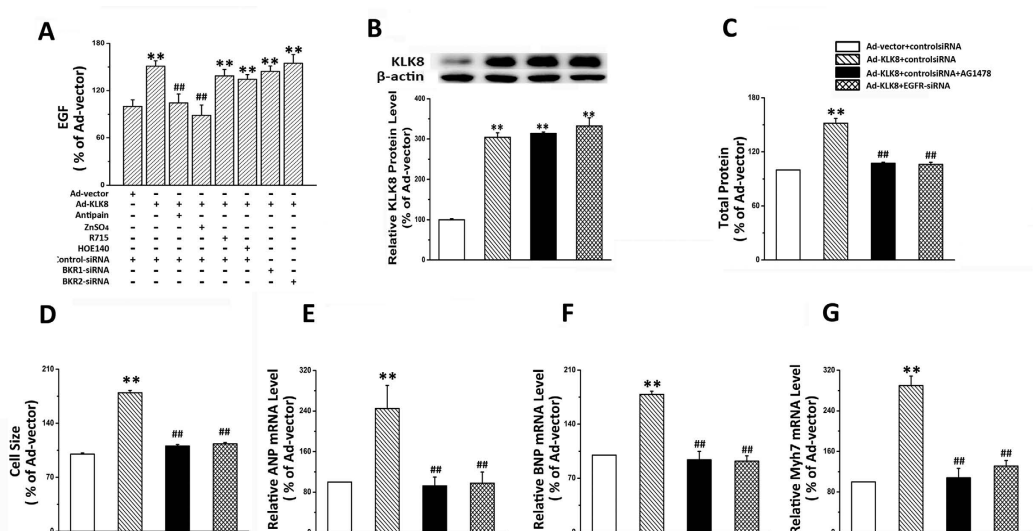 A
EGF
( % of Ad-vector)
180
120
60
0
** ** ** ** **
## ##
Ad-vector + - - - - - - -
Ad-KLK8 - + + + + + + +
Antipain - - + - - - - -
ZnSO4 - - - + - - - -
R715 - - - - + - - -
HOE140 - - - - - + - -
:ontrol-siRNA + + + + + + - -
BKR1-siRNA - - - - - - + -
BKR2-siRNA - - - - - - - +
B
KLK8
β-actin
Relative KLK8 Protein Level
(% of Ad-vector)
400
300
200
100
0
** ** **
C
Ad-vector+controlsiRNA
Ad-KLK8+controlsiRNA
Ad-KLK8+controlsiRNA+AG1478
Ad-KLK8+EGFR-siRNA
Total Protein
( % of Ad-vector)
180
120
60
0
**
## ##
D
Cell Size
( % of Ad-vector)
210
140
70
**
## ##
E
Relative ANP mRNA Level
( % of Ad-vector)
320
240
160
80
**
## ##
F
Relative BNP mRNA Level
( % of Ad-vector)
210
140
70
**
## ##
G
Relative Myh7 mRNA Level
( % of Ad-vector)
320
240
160
80
**
## ##